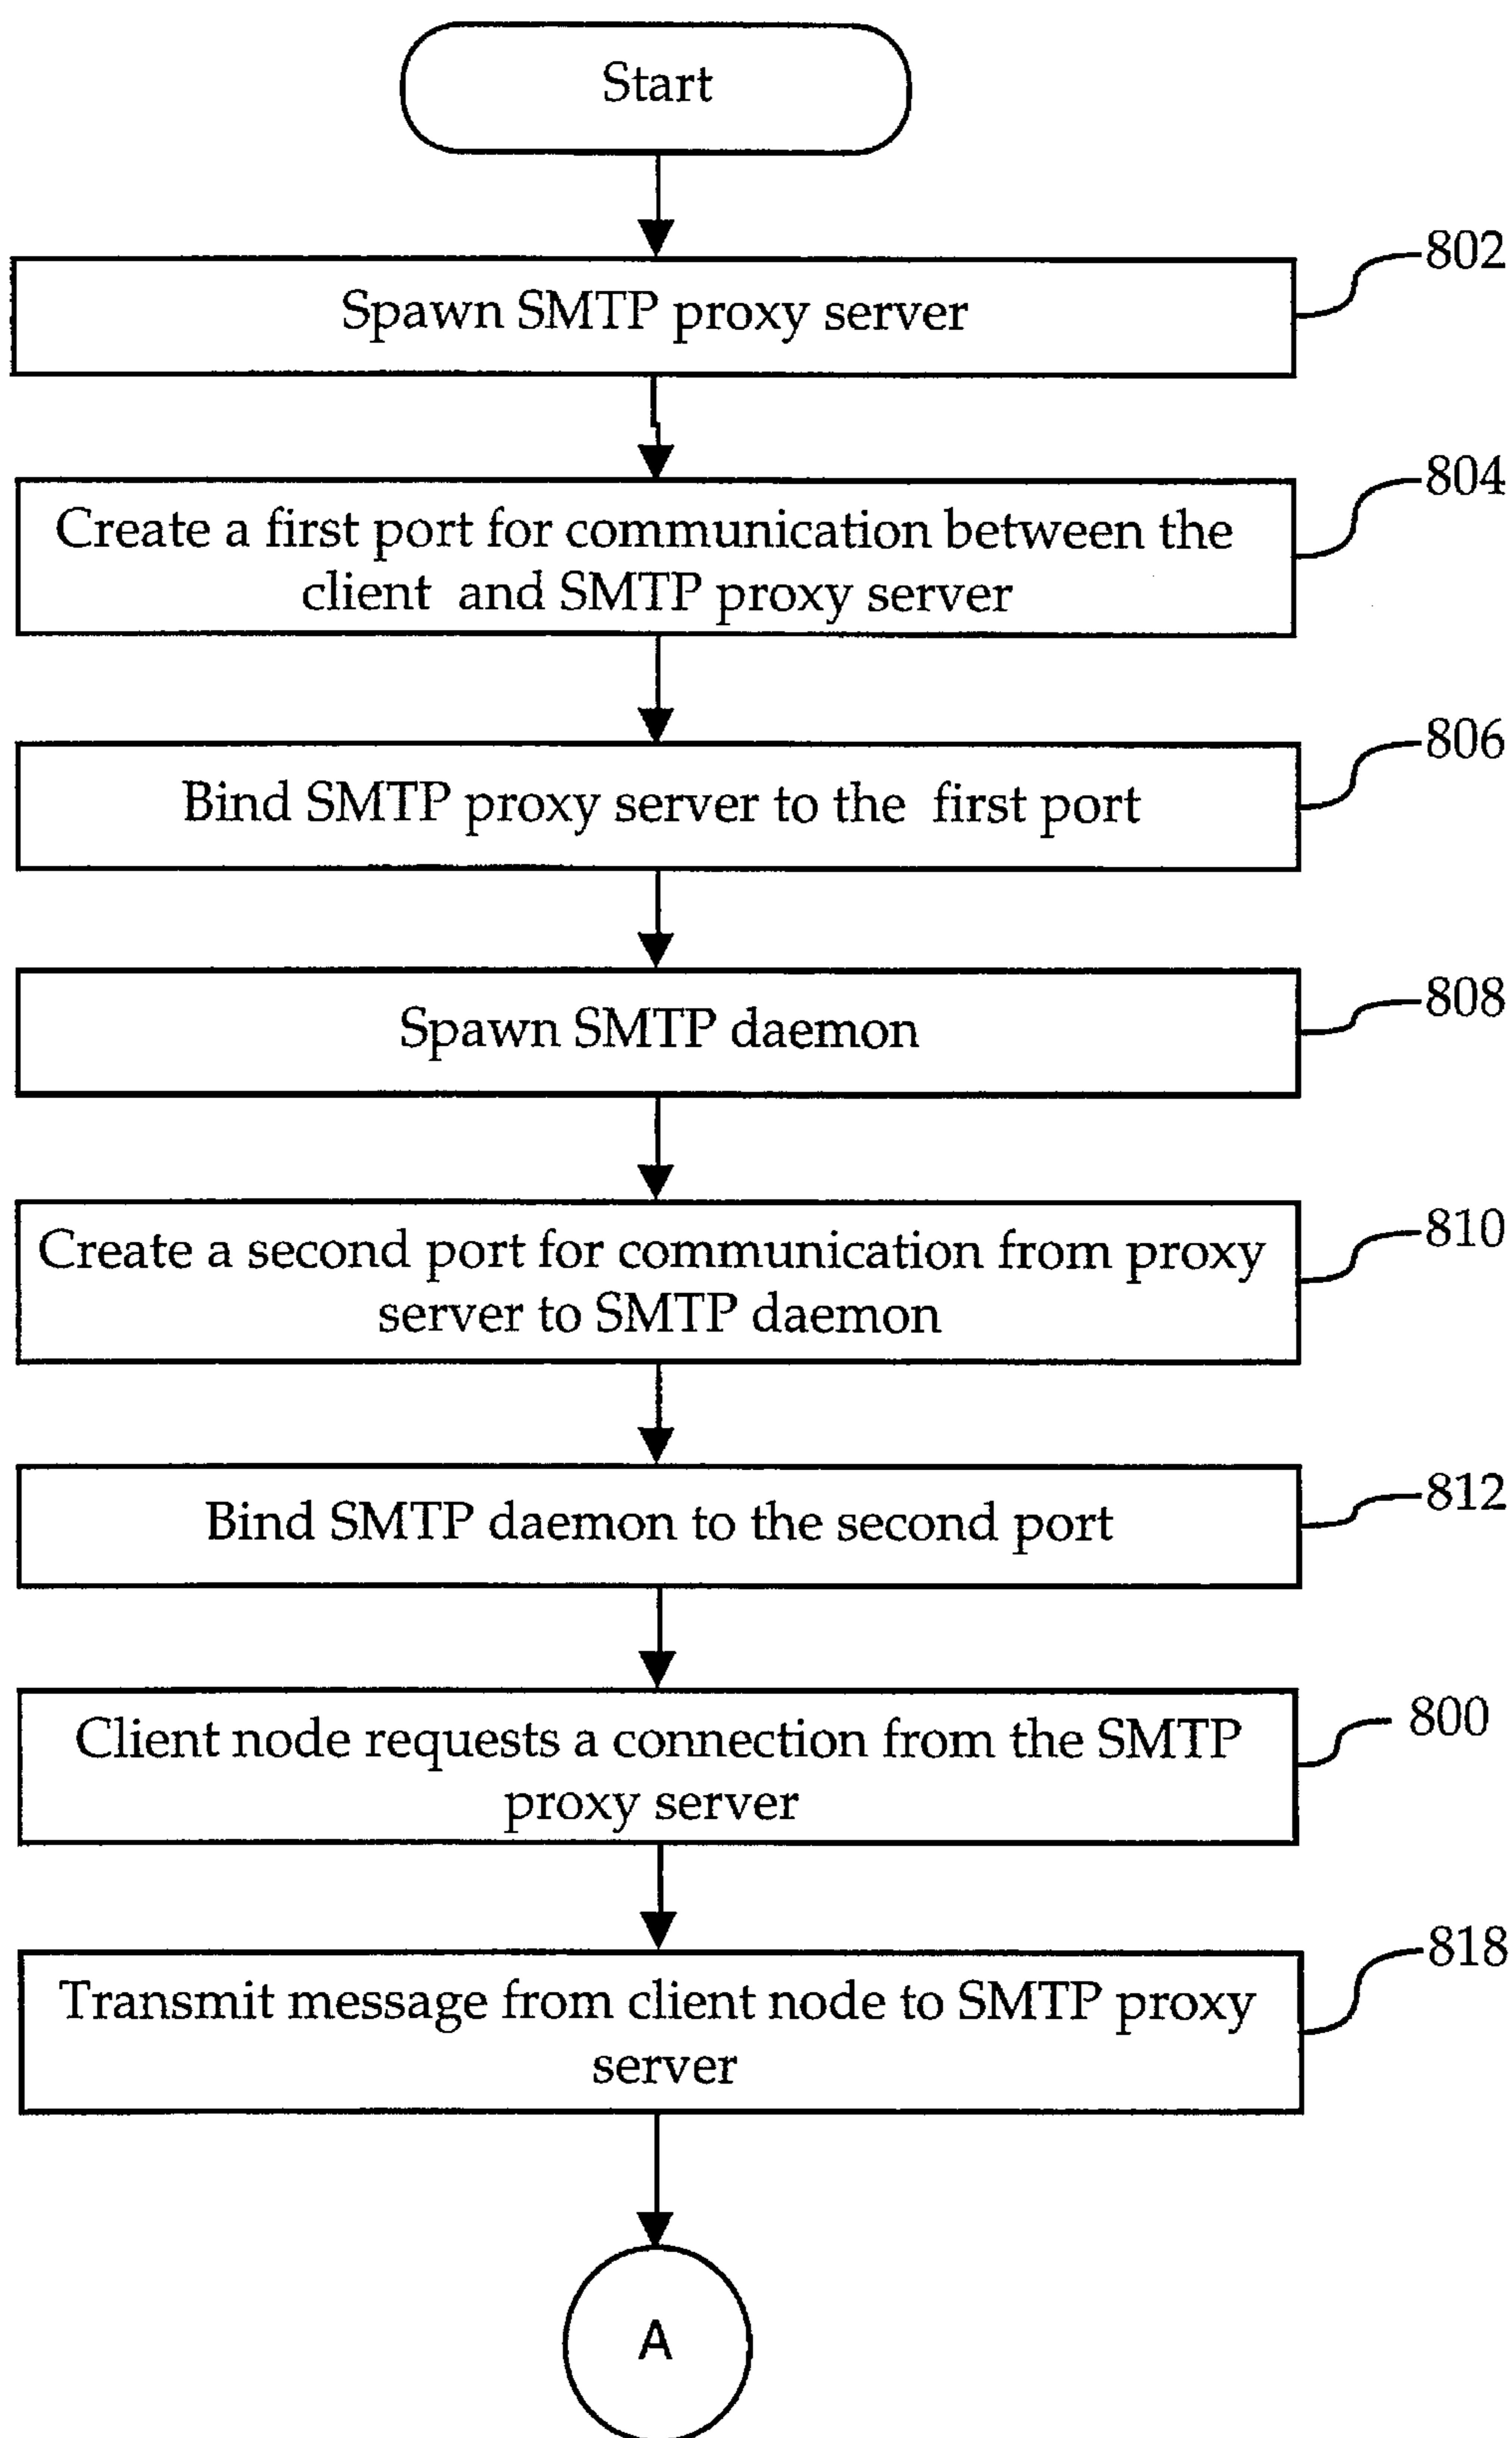 Start
802
Spawn SMTP proxy server
804
Create a first port for communication between the
client and SMTP proxy server
806
Bind SMTP proxy server to the first port
808
Spawn SMTP daemon
810
Create a second port for communication from proxy
server to SMTP daemon
812
Bind SMTP daemon to the second port
800
Client node requests a connection from the SMTP
proxy server
818
Transmit message from client node to SMTP proxy
server
A